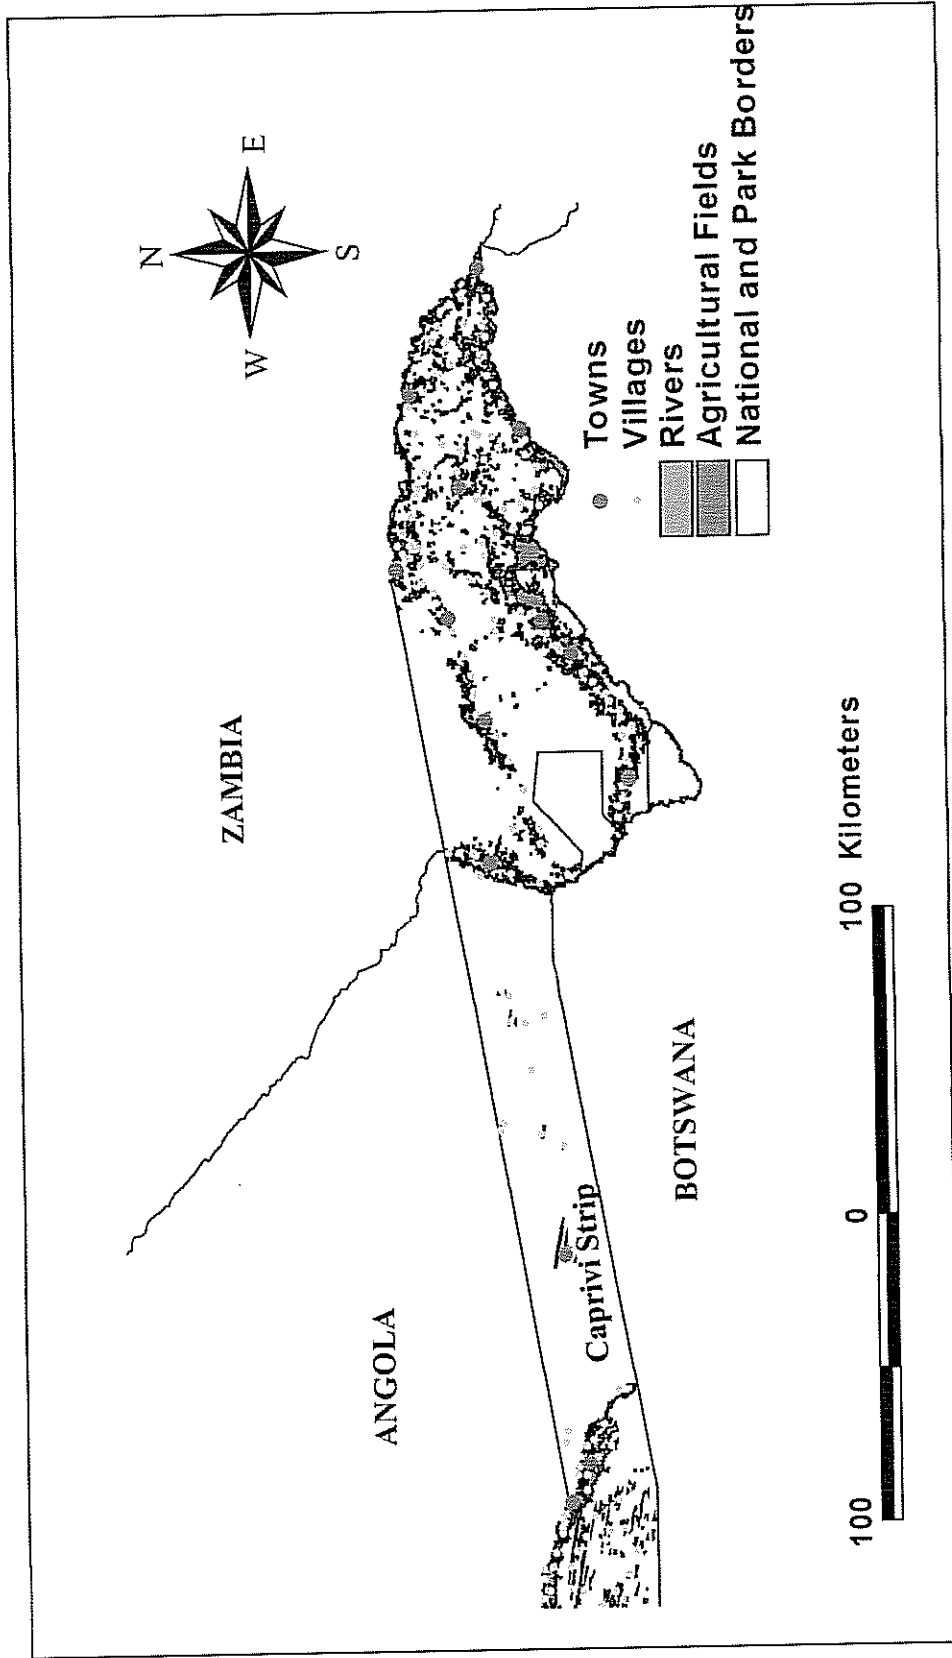 N
W
E
S
ZAMBIA
ANGOLA
Caprivi Strip
BOTSWANA
Towns
Villages
Rivers
Agricultural Fields
National and Park Borders
100
0
100 Kilometers